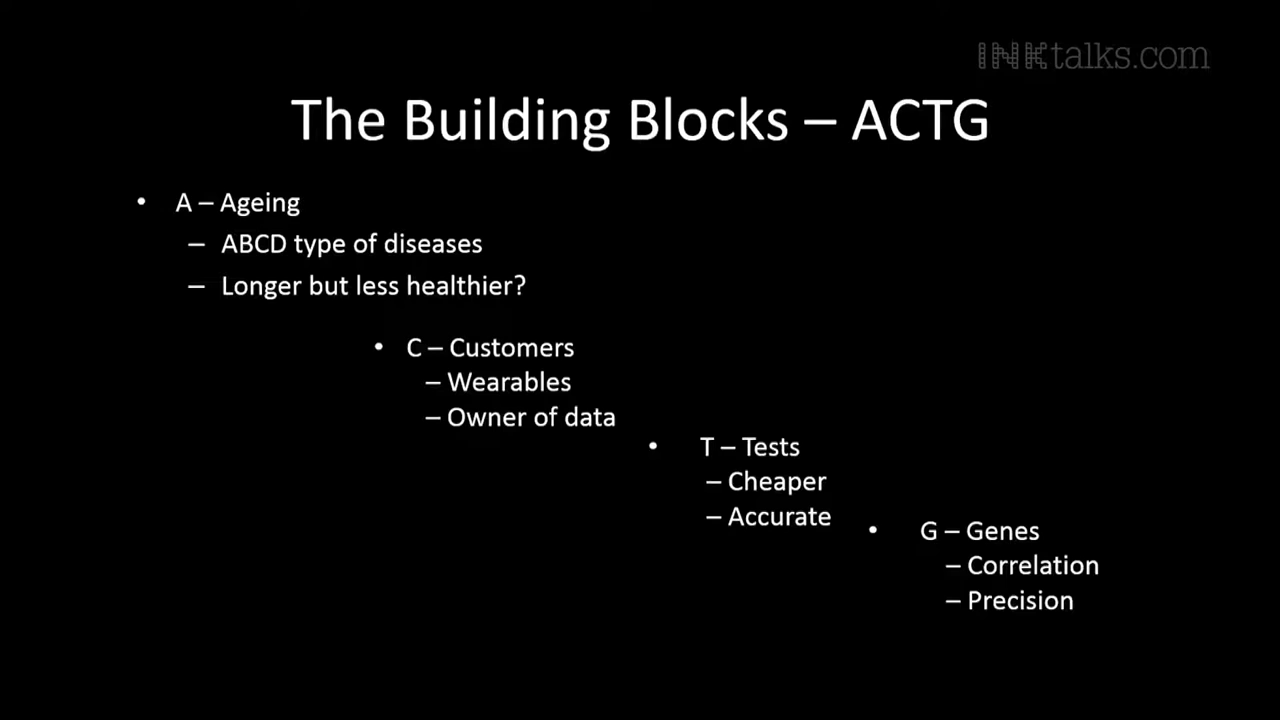 INKtalks.com
The Building Blocks – ACTG
• A – Ageing
– ABCD type of diseases
– Longer but less healthier?
• C – Customers
– Wearables
– Owner of data
• T – Tests
– Cheaper
– Accurate
• G – Genes
– Correlation
– Precision